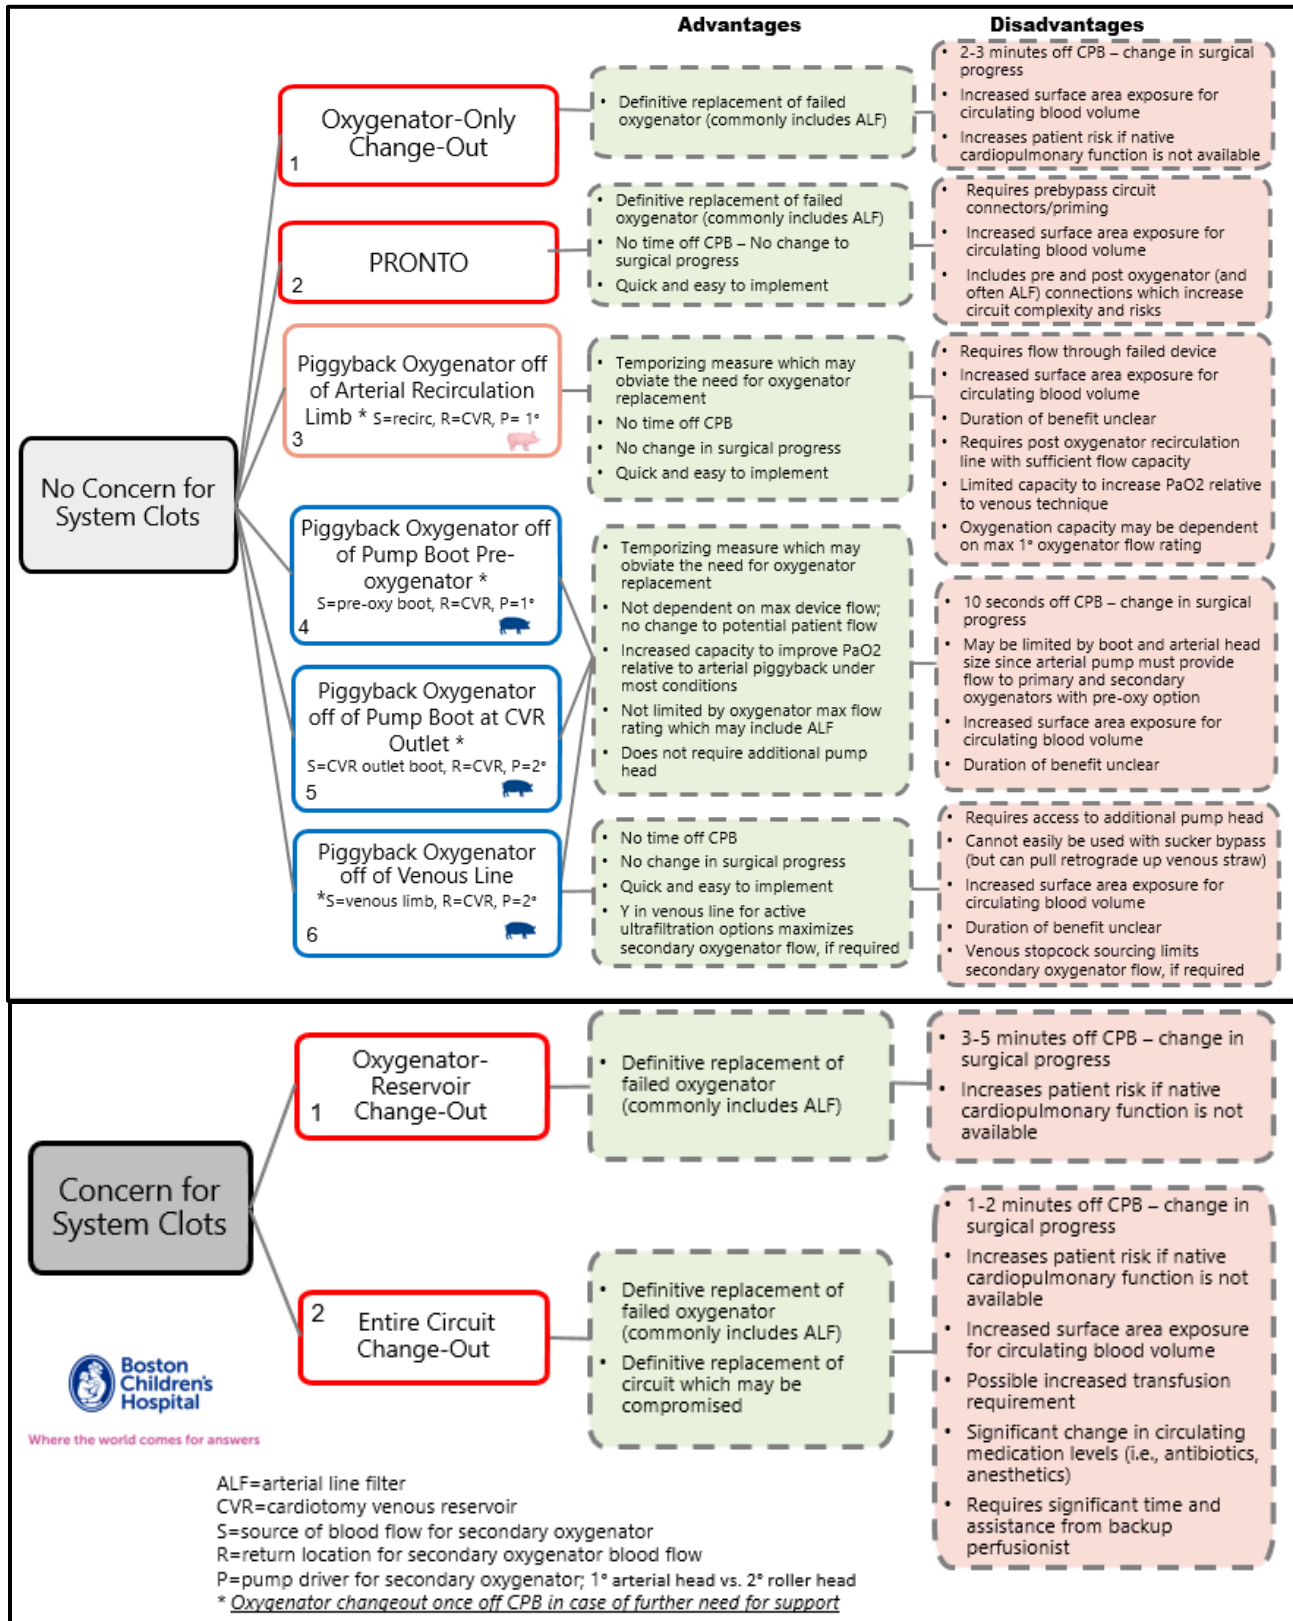 Advantages
Disadvantages
No Concern for
System Clots
Oxygenator-Only
Change-Out
1
• Definitive replacement of failed
oxygenator (commonly includes ALF)
• 2-3 minutes off CPB – change in surgical
progress
• Increased surface area exposure for
circulating blood volume
• Increases patient risk if native
cardiopulmonary function is not available
PRONTO
2
• Definitive replacement of failed
oxygenator (commonly includes ALF)
• No time off CPB – No change to
surgical progress
• Quick and easy to implement
• Requires prebypass circuit
connectors/priming
• Increased surface area exposure for
circulating blood volume
• Includes pre and post oxygenator (and
often ALF) connections which increase
circuit complexity and risks
Piggyback Oxygenator off
of Arterial Recirculation
Limb * S=recirc, R=CVR, P= 1°
3
• Temporizing measure which may
obviate the need for oxygenator
replacement
• No time off CPB
• No change in surgical progress
• Quick and easy to implement
• Requires flow through failed device
• Increased surface area exposure for
circulating blood volume
• Duration of benefit unclear
• Requires post oxygenator recirculation
line with sufficient flow capacity
• Limited capacity to increase PaO2 relative
to venous technique
• Oxygenation capacity may be dependent
on max 1° oxygenator flow rating
Piggyback Oxygenator off
of Pump Boot Pre-
oxygenator *
S=pre-oxy boot, R=CVR, P=1°
4
Piggyback Oxygenator
off of Pump Boot at CVR
Outlet *
S=CVR outlet boot, R=CVR, P=2°
5
• Temporizing measure which may
obviate the need for oxygenator
replacement
• Not dependent on max device flow;
no change to potential patient flow
• Increased capacity to improve PaO2
relative to arterial piggyback under
most conditions
• Not limited by oxygenator max flow
rating which may include ALF
• Does not require additional pump
head
• 10 seconds off CPB – change in surgical
progress
• May be limited by boot and arterial head
size since arterial pump must provide
flow to primary and secondary
oxygenators with pre-oxy option
• Increased surface area exposure for
circulating blood volume
• Duration of benefit unclear
Piggyback Oxygenator
off of Venous Line
*S=venous limb, R=CVR, P=2°
6
• No time off CPB
• No change in surgical progress
• Quick and easy to implement
• Y in venous line for active
ultrafiltration options maximizes
secondary oxygenator flow, if required
• Requires access to additional pump head
• Cannot easily be used with sucker bypass
(but can pull retrograde up venous straw)
• Increased surface area exposure for
circulating blood volume
• Duration of benefit unclear
• Venous stopcock sourcing limits
secondary oxygenator flow, if required
Concern for
System Clots
Oxygenator-
Reservoir
Change-Out
1
• Definitive replacement of
failed oxygenator
(commonly includes ALF)
• 3-5 minutes off CPB – change in
surgical progress
• Increases patient risk if native
cardiopulmonary function is not
available
2
Entire Circuit
Change-Out
• Definitive replacement of
failed oxygenator
(commonly includes ALF)
• Definitive replacement of
circuit which may be
compromised
• 1-2 minutes off CPB – change in
surgical progress
• Increases patient risk if native
cardiopulmonary function is not
available
• Increased surface area exposure
for circulating blood volume
• Possible increased transfusion
requirement
• Significant change in circulating
medication levels (i.e., antibiotics,
anesthetics)
• Requires significant time and
assistance from backup
perfusionist
Boston
Children's
Hospital
Where the world comes for answers
ALF=arterial line filter
CVR=cardiotomy venous reservoir
S=source of blood flow for secondary oxygenator
R=return location for secondary oxygenator blood flow
P=pump driver for secondary oxygenator; 1° arterial head vs. 2° roller head
* Oxygenator changeout once off CPB in case of further need for support